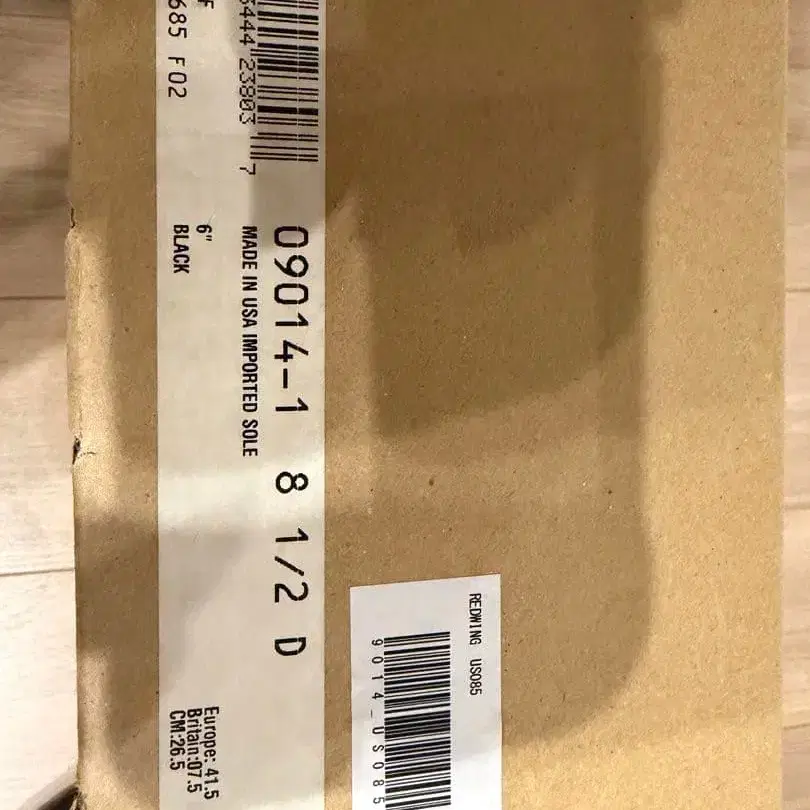 5444 23803 7
F
685 F02
09014-1 8 1/2 D
MADE IN USA IMPORTED SOLE
6"
BLACK
Europe: 41.5
Britain:07.5
CM:26.5
REDWING US085
9014_US085